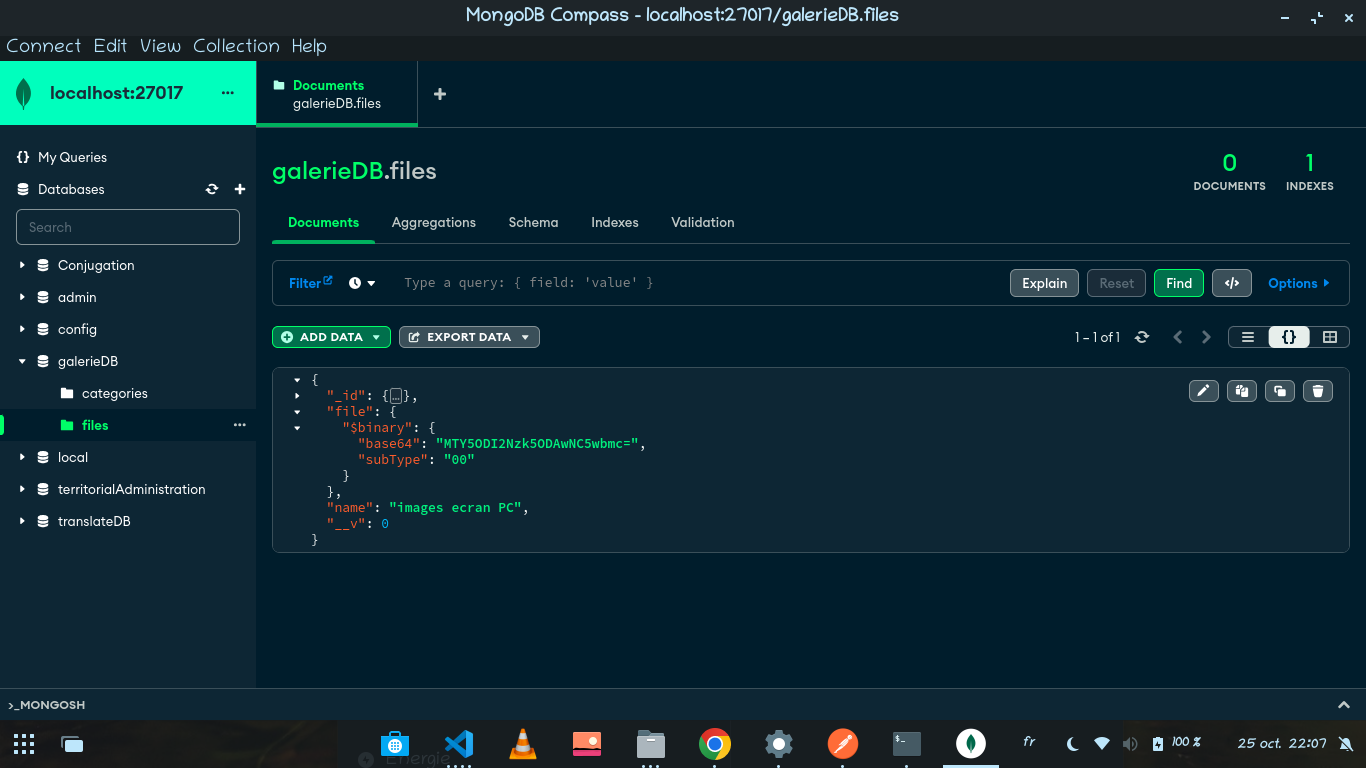 MongoDB Compass - localhost:27017/galerieDB.files
Connect Edit View Collection Help
localhost:27017
Documents
galerieDB.files
My Queries
Databases
Search
Conjugation
admin
config
galerieDB
categories
files
local
territorialAdministration
translateDB
galerieDB.files
0
DOCUMENTS
1
INDEXES
Documents Aggregations Schema Indexes Validation
Filter Type a query: { field: 'value' } Explain Reset Find </> Options
ADD DATA EXPORT DATA 1 – 1 of 1 {}
{
"_id": {…},
"file": {
"$binary": {
"base64": "MTY5ODI2Nzk5ODAwNC5wbmc=",
"subType": "00"
}
},
"name": "images ecran PC",
"__v": 0
}
>_MONGOSH
Énergie
fr 100 % 25 oct. 22:07